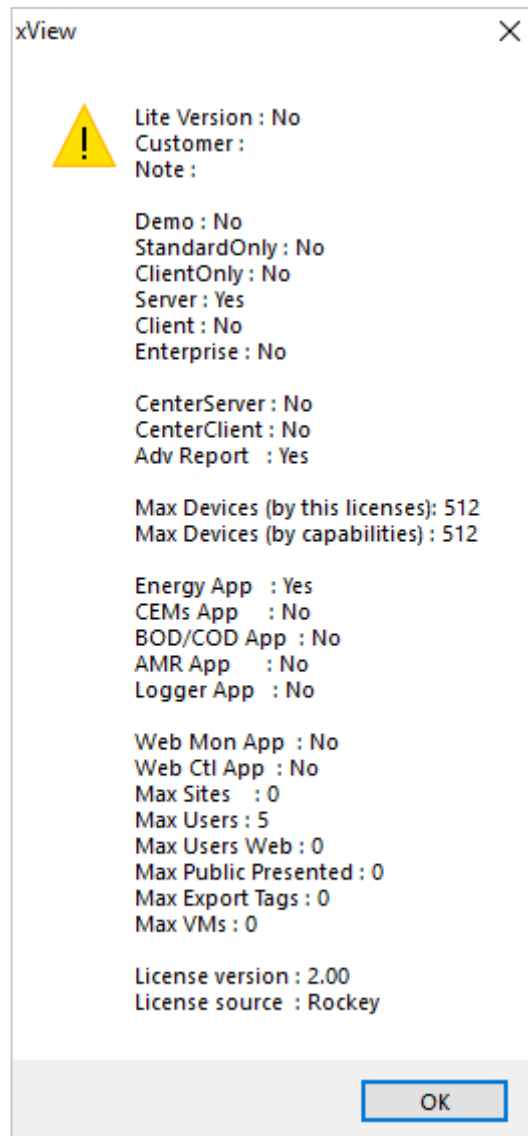 xView
Lite Version : No
Customer :
Note :
Demo : No
StandardOnly : No
ClientOnly : No
Server : Yes
Client : No
Enterprise : No
CenterServer : No
CenterClient : No
Adv Report : Yes
Max Devices (by this licenses): 512
Max Devices (by capabilities) : 512
Energy App : Yes
CEMs App : No
BOD/COD App : No
AMR App : No
Logger App : No
Web Mon App : No
Web Ctl App : No
Max Sites : 0
Max Users : 5
Max Users Web : 0
Max Public Presented : 0
Max Export Tags : 0
Max VMs : 0
License version : 2.00
License source : Rockey
OK